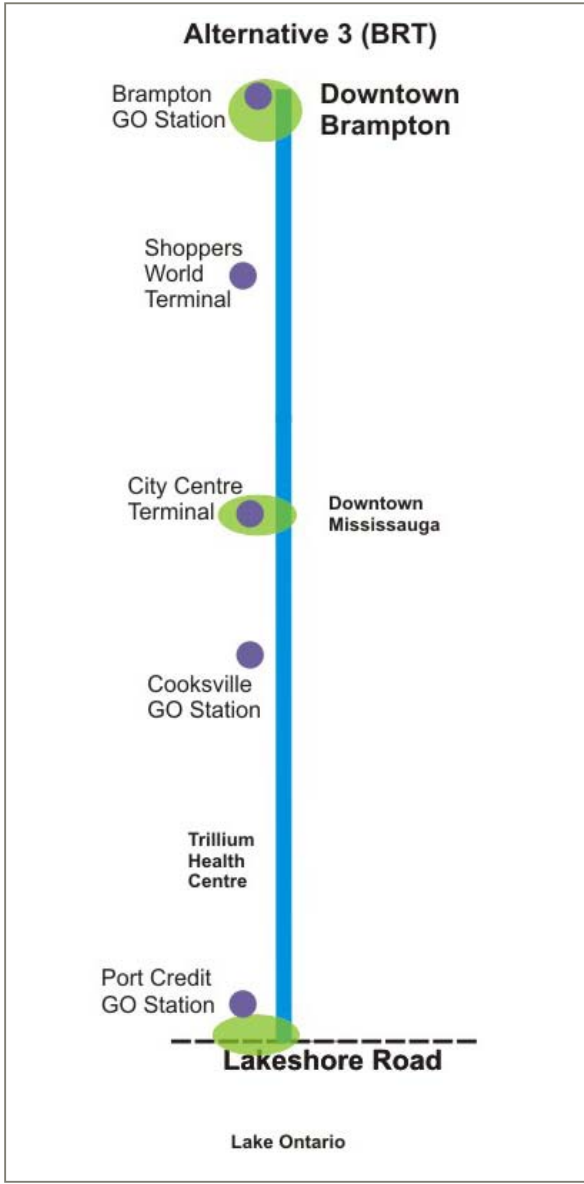 Alternative 3 (BRT)
Brampton
GO Station
Downtown
Brampton
Shoppers
World
Terminal
City Centre
Terminal
Downtown
Mississauga
Cooksville
GO Station
Trillium
Health
Centre
Port Credit
GO Station
Lakeshore Road
Lake Ontario